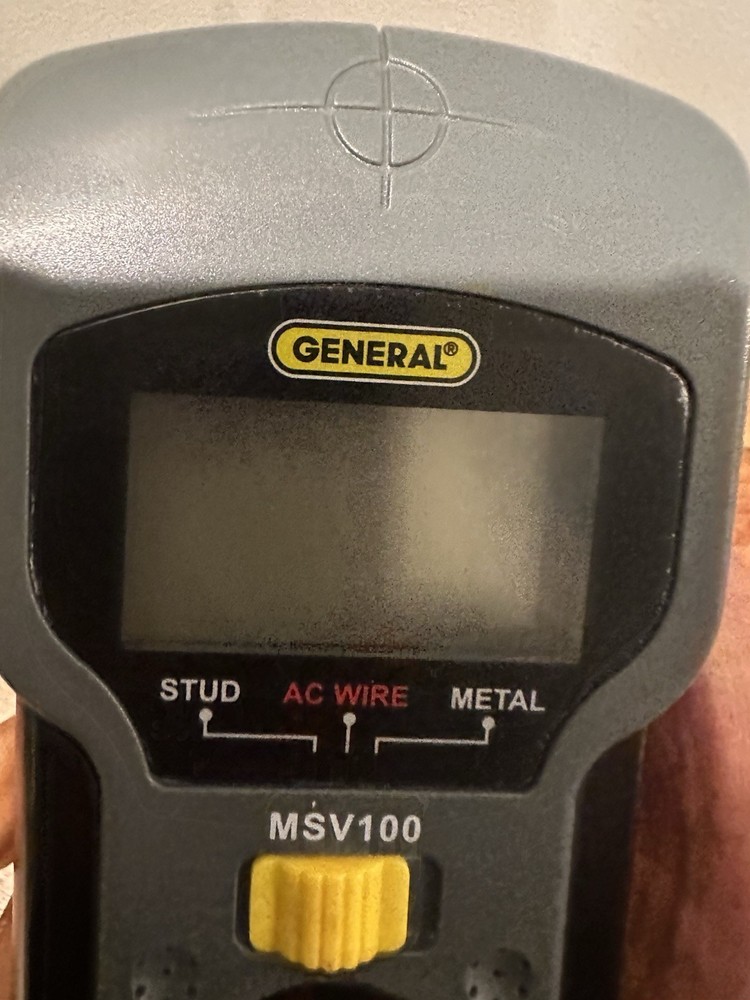 GENERAL®
STUD AC WIRE METAL
MSV100